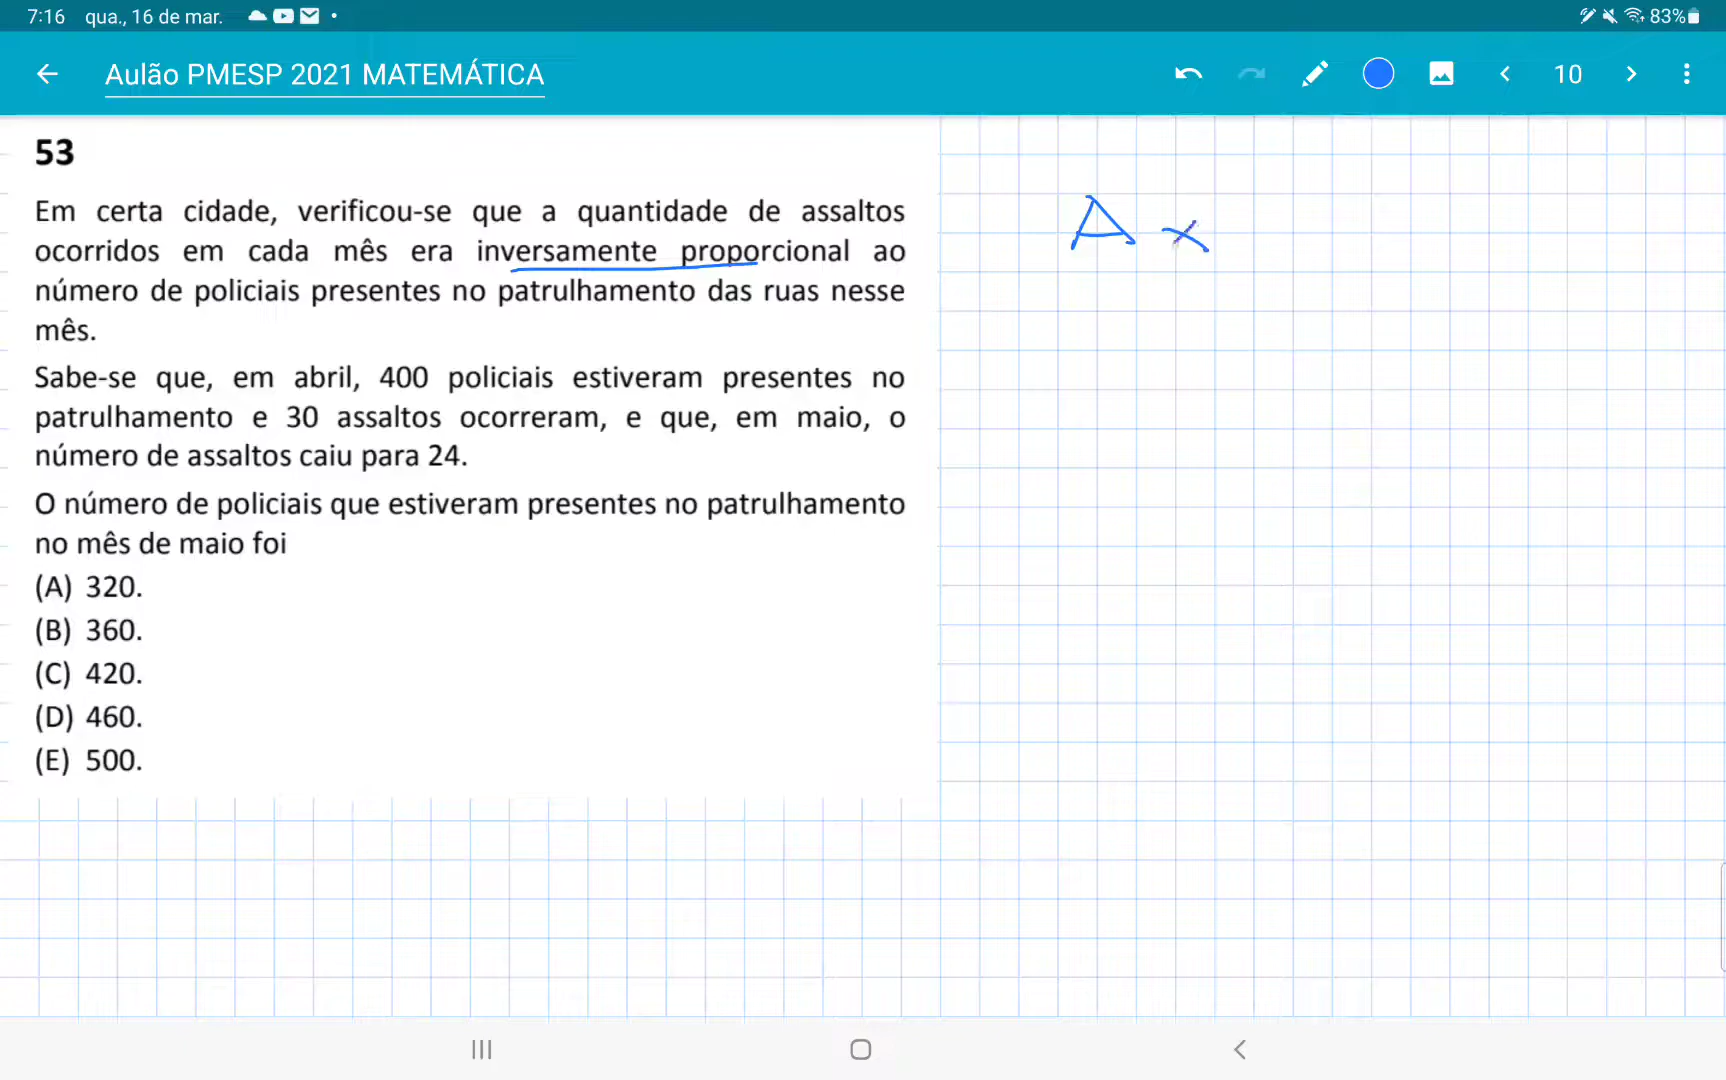 7:16 qua., 16 de mar. 83%
Aulão PMESP 2021 MATEMÁTICA 10
53
Em certa cidade, verificou-se que a quantidade de assaltos
ocorridos em cada mês era inversamente proporcional ao
número de policiais presentes no patrulhamento das ruas nesse
mês.
Sabe-se que, em abril, 400 policiais estiveram presentes no
patrulhamento e 30 assaltos ocorreram, e que, em maio, o
número de assaltos caiu para 24.
O número de policiais que estiveram presentes no patrulhamento
no mês de maio foi
(A) 320.
(B) 360.
(C) 420.
(D) 460.
(E) 500.
A x